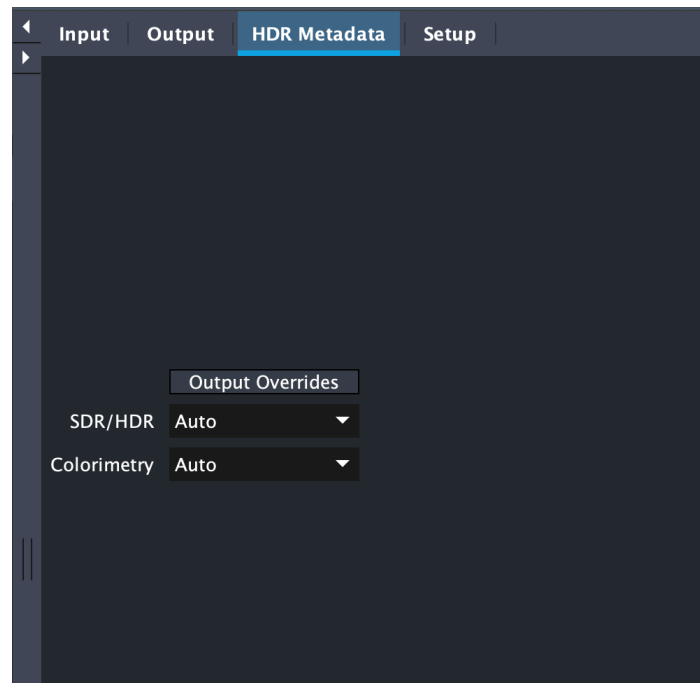 Input Output HDR Metadata Setup
Output Overrides
SDR/HDR Auto
Colorimetry Auto